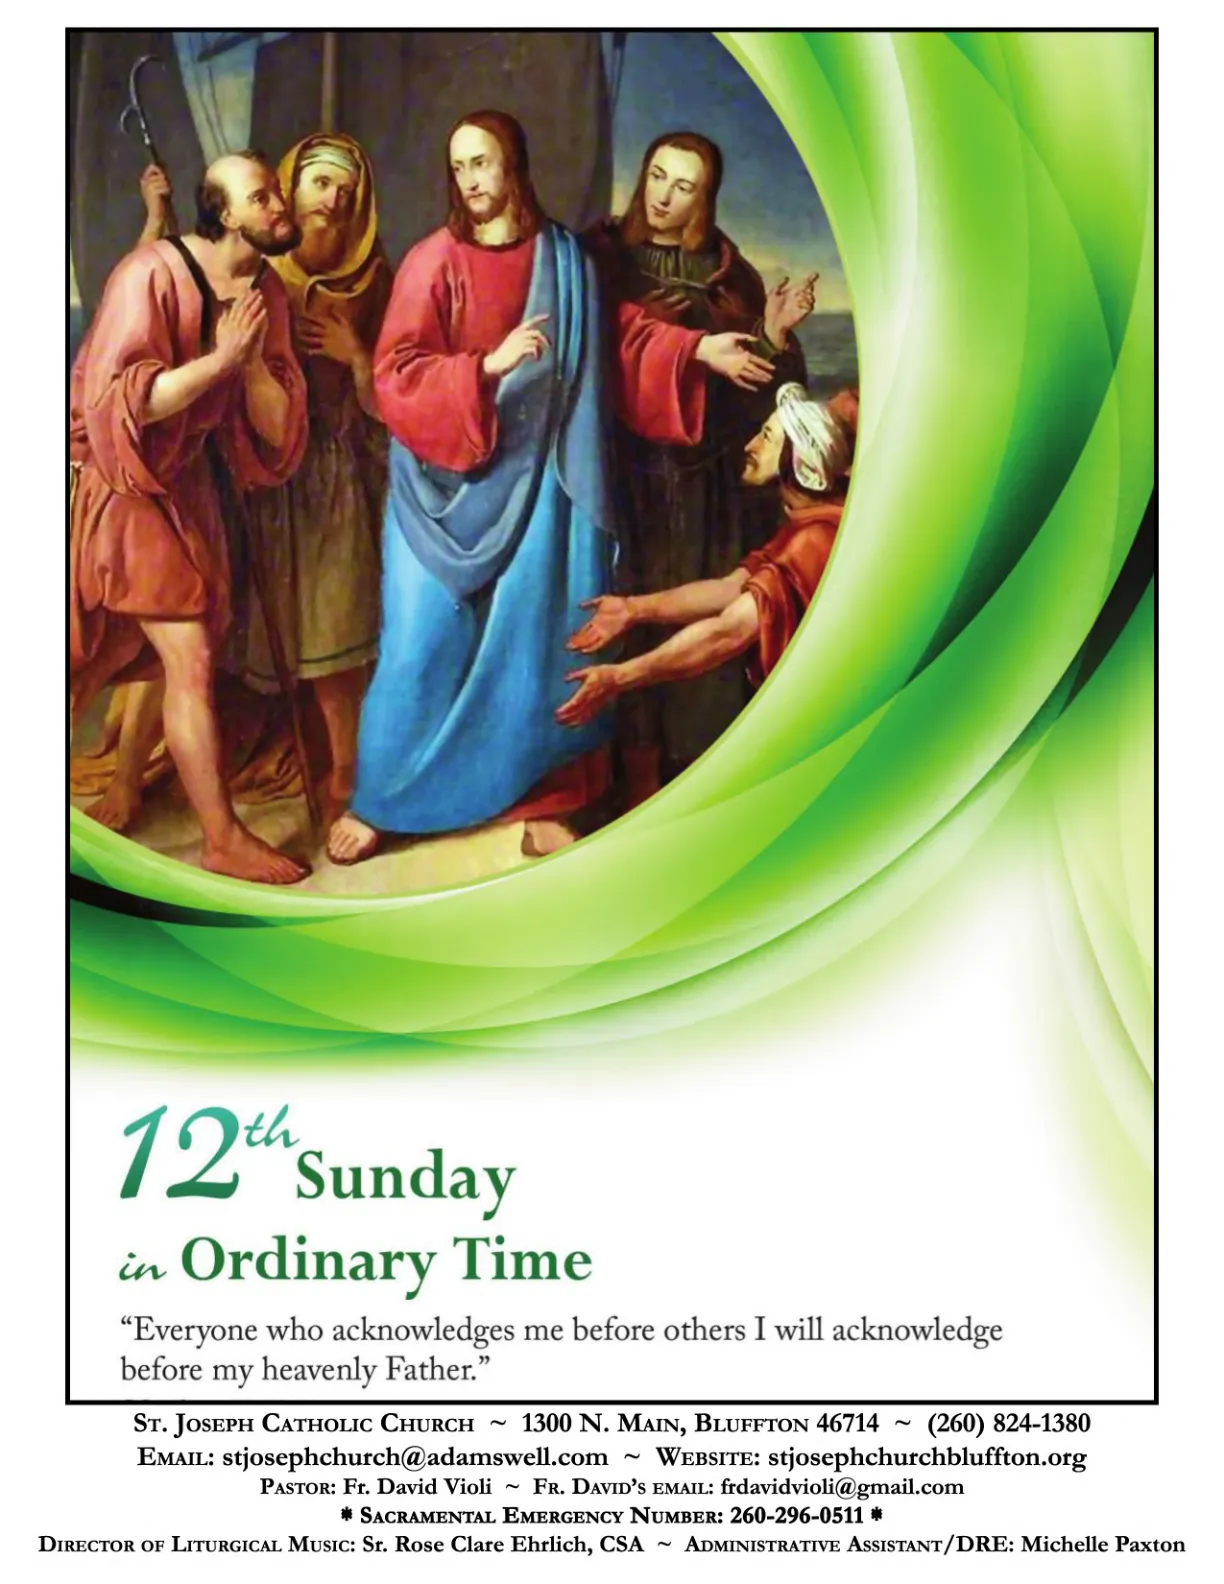 12th Sunday
in Ordinary Time
“Everyone who acknowledges me before others I will acknowledge
before my heavenly Father.”
St. Joseph Catholic Church ~ 1300 N. Main, Bluffton 46714 ~ (260) 824-1380
Email: stjosephchurch@adamswell.com ~ Website: stjosephchurchbluffton.org
Pastor: Fr. David Violi ~ Fr. David’s email: frdavidvioli@gmail.com
* Sacramental Emergency Number: 260-296-0511 *
Director of Liturgical Music: Sr. Rose Clare Ehrlich, CSA ~ Administrative Assistant/DRE: Michelle Paxton